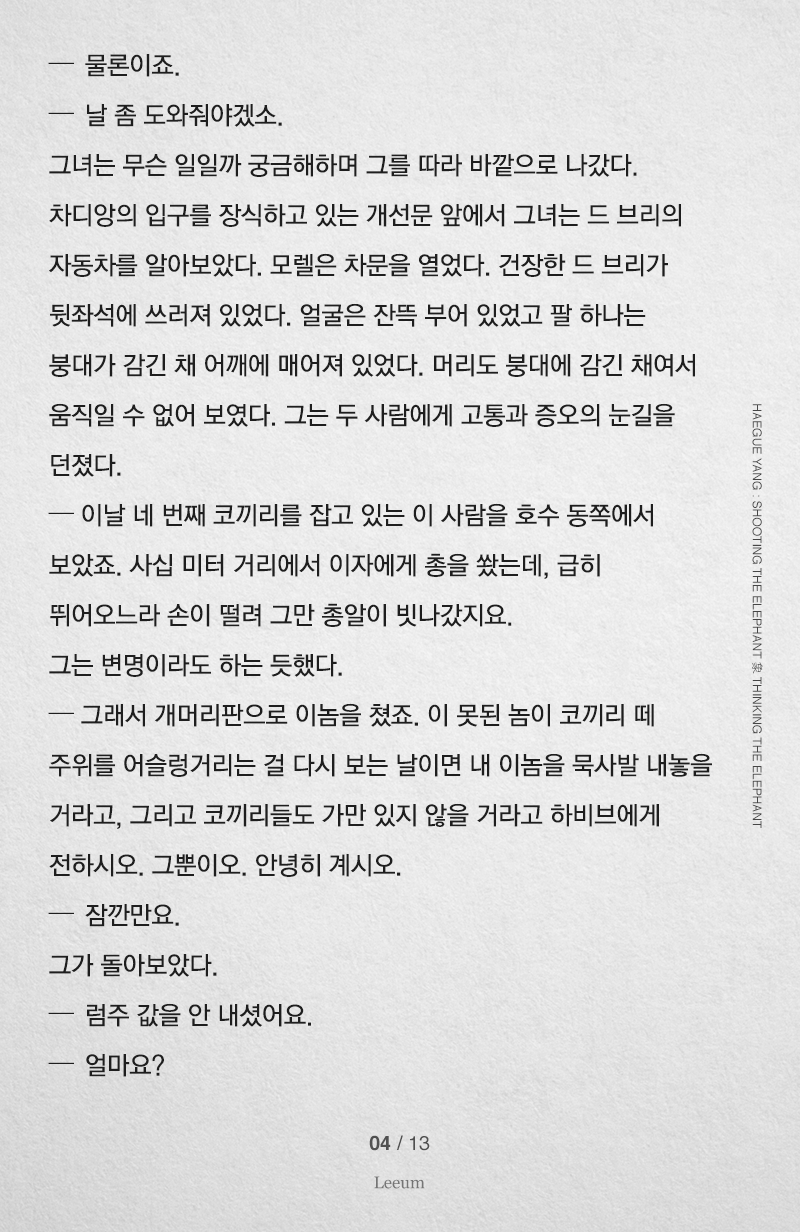 — 물론이죠.
— 날 좀 도와줘야겠소.
그녀는 무슨 일일까 궁금해하며 그를 따라 바깥으로 나갔다.
차디앙의 입구를 장식하고 있는 개선문 앞에서 그녀는 드 브리의
자동차를 알아보았다. 모렐은 차문을 열었다. 건장한 드 브리가
뒷좌석에 쓰러져 있었다. 얼굴은 잔뜩 부어 있었고 팔 하나는
붕대가 감긴 채 어깨에 매어져 있었다. 머리도 붕대에 감긴 채여서
움직일 수 없어 보였다. 그는 두 사람에게 고통과 증오의 눈길을
던졌다.
— 이날 네 번째 코끼리를 잡고 있는 이 사람을 호수 동쪽에서
보았죠. 사십 미터 거리에서 이자에게 총을 쐈는데, 급히
뛰어오느라 손이 떨려 그만 총알이 빗나갔지요.
그는 변명이라도 하는 듯했다.
— 그래서 개머리판으로 이놈을 쳤죠. 이 못된 놈이 코끼리 떼
주위를 어슬렁거리는 걸 다시 보는 날이면 내 이놈을 묵사발 내놓을
거라고, 그리고 코끼리들도 가만 있지 않을 거라고 하비브에게
전하시오. 그뿐이오. 안녕히 계시오.
— 잠깐만요.
그가 돌아보았다.
— 럼주 값을 안 내셨어요.
— 얼마요?
HAEGUE YANG : SHOOTING THE ELEPHANT 象 THINKING THE ELEPHANT
04 / 13
Leeum